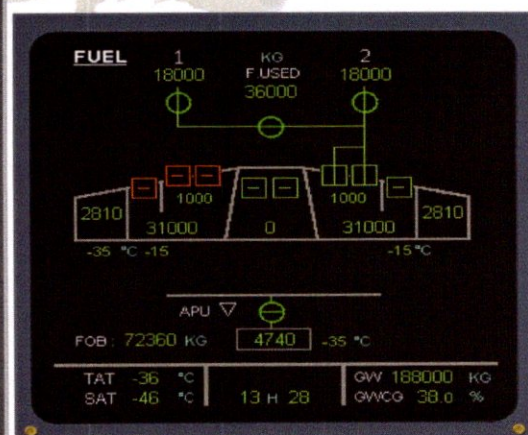 FUEL 1 KG 2
18000 F.USED 18000
36000
1000 1000
2810 31000 0 31000 2810
-35 °C -15 -15 °C
APU
FOB : 72360 KG 4740 -35 °C
TAT -36 °C GW 188000 KG
SAT -46 °C 13 H 28 GWCG 38.0 %